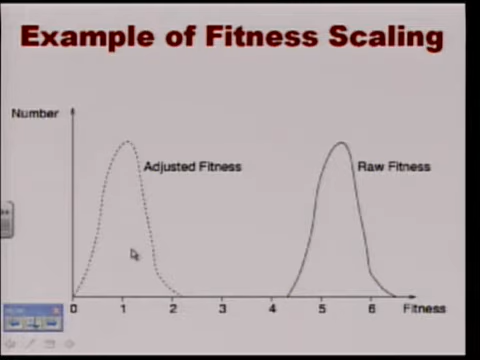 Example of Fitness Scaling
Number
Adjusted Fitness
Raw Fitness
0 1 2 3 4 5 6 Fitness